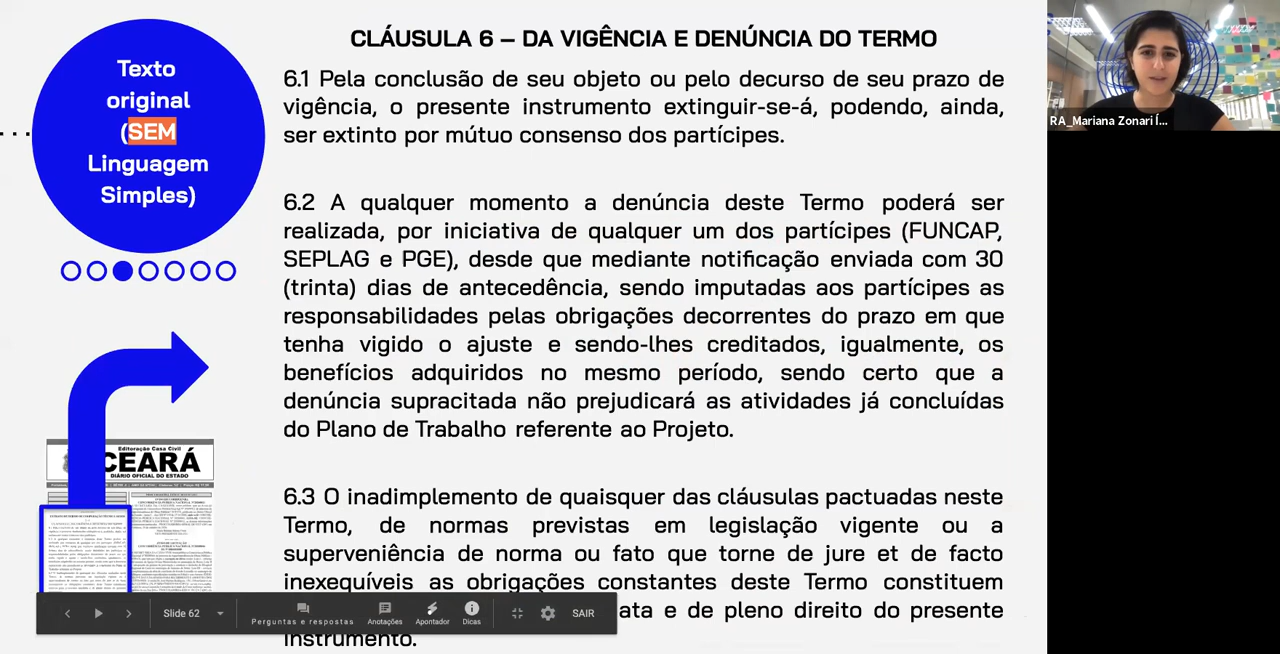 CLÁUSULA 6 – DA VIGÊNCIA E DENÚNCIA DO TERMO
Texto
original
(SEM
Linguagem
Simples)
6.1 Pela conclusão de seu objeto ou pelo decurso de seu prazo de
vigência, o presente instrumento extinguir-se-á, podendo, ainda,
ser extinto por mútuo consenso dos partícipes.
6.2 A qualquer momento a denúncia deste Termo poderá ser
realizada, por iniciativa de qualquer um dos partícipes (FUNCAP,
SEPLAG e PGE), desde que mediante notificação enviada com 30
(trinta) dias de antecedência, sendo imputadas aos partícipes as
responsabilidades pelas obrigações decorrentes do prazo em que
tenha vigido o ajuste e sendo-lhes creditados, igualmente, os
benefícios adquiridos no mesmo período, sendo certo que a
denúncia supracitada não prejudicará as atividades já concluídas
do Plano de Trabalho referente ao Projeto.
6.3 O inadimplemento de quaisquer das cláusulas pactuadas neste
Termo, de normas previstas em legislação vigente ou a
superveniência de norma ou fato que torne de jure et de facto
inexequíveis as obrigações constantes deste Termo constituem
ata e de pleno direito do presente
instrumento.
Editoração Casa Civil
CEARÁ
DIÁRIO OFICIAL DO ESTADO
Slide 62
Perguntas e respostas
Anotações
Apontador
Dicas
SAIR
RA_Mariana Zonari Í...